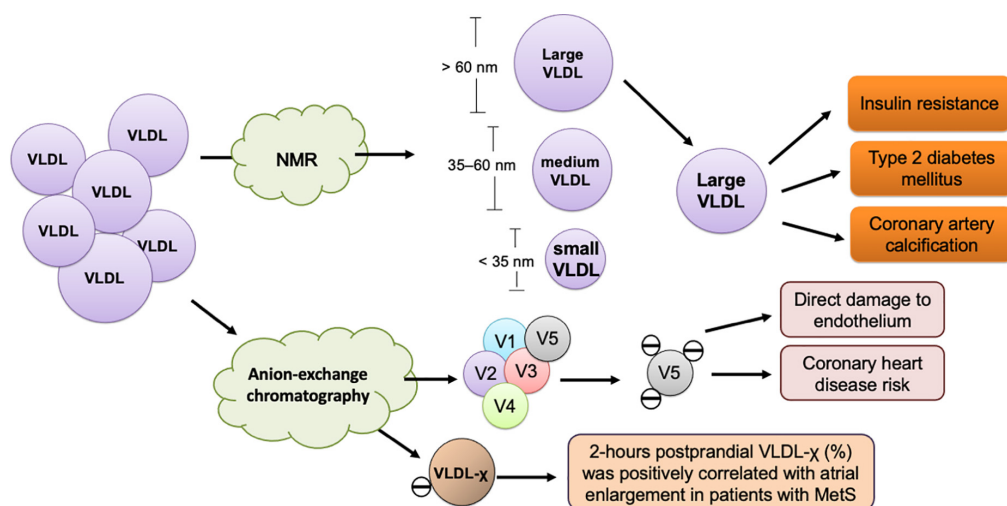 VLDL
VLDL
VLDL
VLDL
VLDL
VLDL
NMR
> 60 nm
Large
VLDL
35–60 nm
medium
VLDL
< 35 nm
small
VLDL
Large
VLDL
Insulin resistance
Type 2 diabetes
mellitus
Coronary artery
calcification
Anion-exchange
chromatography
V1
V5
V2
V3
V4
V5
Direct damage to
endothelium
Coronary heart
disease risk
VLDL-χ
2-hours postprandial VLDL-χ (%)
was positively correlated with atrial
enlargement in patients with MetS